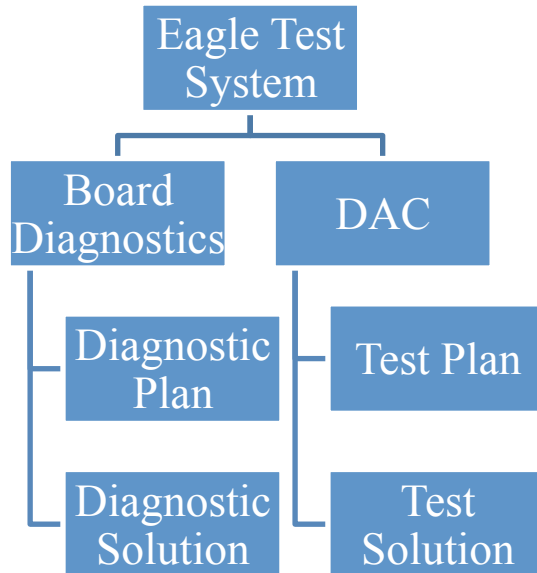 Eagle Test
System
Board
Diagnostics
DAC
Diagnostic
Plan
Test Plan
Diagnostic
Solution
Test
Solution